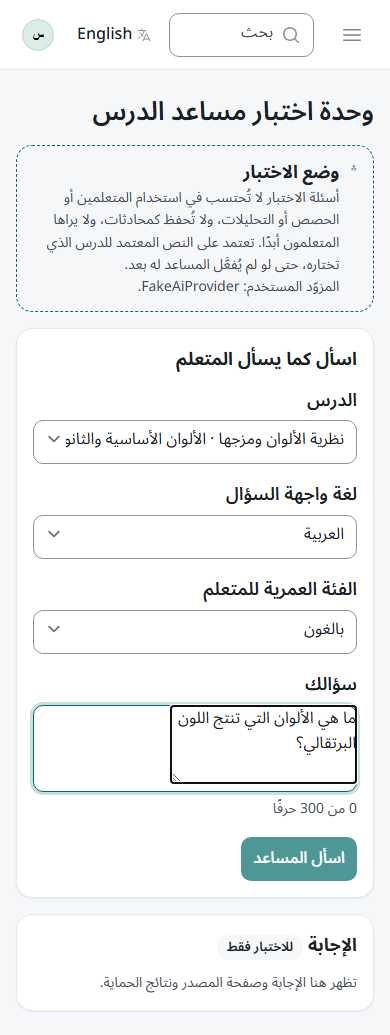 بحث
English
س
وحدة اختبار مساعد الدرس
وضع الاختبار
أسئلة الاختبار لا تُحتسب في استخدام المتعلمين أو
الحصص أو التحليلات، ولا تُحفظ كمحادثات، ولا يراها
المتعلمون أبدًا. تعتمد على النص المعتمد للدرس الذي
تختاره، حتى لو لم يُفعَّل المساعد له بعد.
المزوّد المستخدم: FakeAiProvider.
اسأل كما يسأل المتعلم
الدرس
نظرية الألوان ومزجها · الألوان الأساسية والثانو
لغة واجهة السؤال
العربية
الفئة العمرية للمتعلم
بالغون
سؤالك
ما هي الألوان التي تنتج اللون
البرتقالي؟
0 من 300 حرفًا
اسأل المساعد
الإجابة للاختبار فقط
تظهر هنا الإجابة وصفحة المصدر ونتائج الحماية.